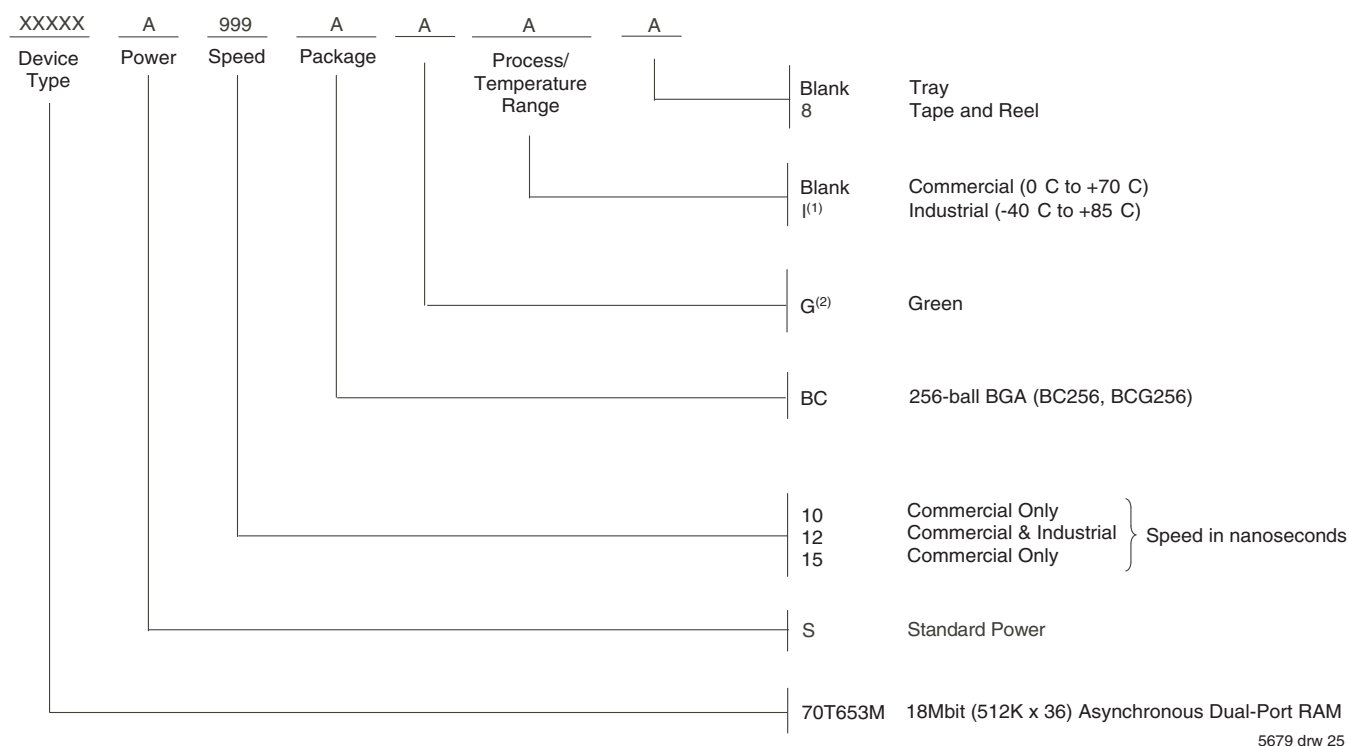 XXXXX A 999 A A A A
Device Type Power Speed Package Process/ Temperature Range
Blank Tray
8 Tape and Reel
Blank Commercial (0 C to +70 C)
I(1) Industrial (-40 C to +85 C)
G(2) Green
BC 256-ball BGA (BC256, BCG256)
10 Commercial Only
12 Commercial & Industrial Speed in nanoseconds
15 Commercial Only
S Standard Power
70T653M 18Mbit (512K x 36) Asynchronous Dual-Port RAM
5679 drw 25